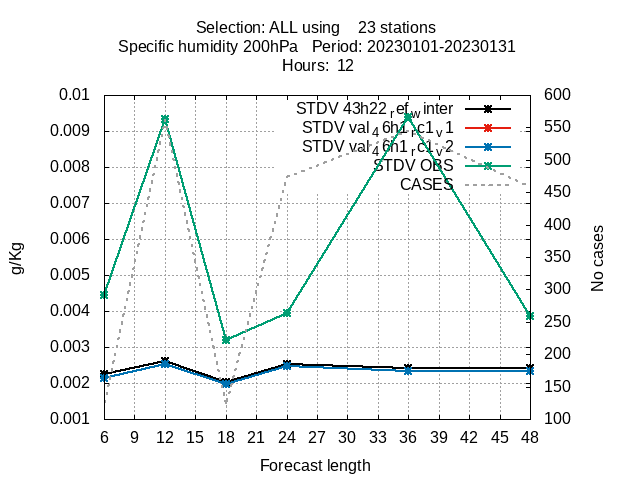 Selection: ALL using 23 stations
Specific humidity 200hPa Period: 20230101-20230131
Hours: 12
STDV 43h22refwinter
STDV val46h1rc1v1
STDV val46h1rc1v2
STDV OBS
CASES
0.01
0.009
0.008
0.007
0.006
0.005
0.004
0.003
0.002
0.001
600
550
500
450
400
350
300
250
200
150
100
g/Kg
No cases
6 9 12 15 18 21 24 27 30 33 36 39 42 45 48
Forecast length